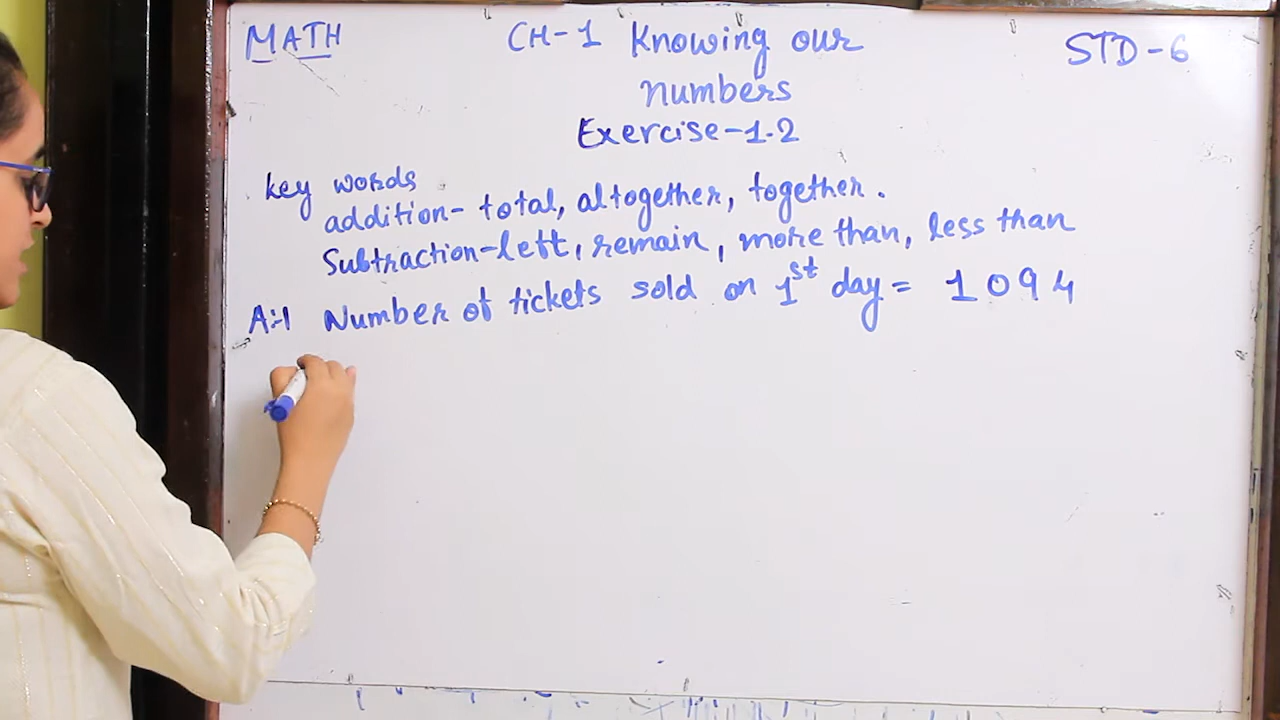 MATH
CH-1 Knowing our
numbers
STD-6
Exercise-1.2
key words
addition- total, altogether, together.
Subtraction-left, remain, more than, less than
A:-1 Number of tickets sold on 1st day = 1094